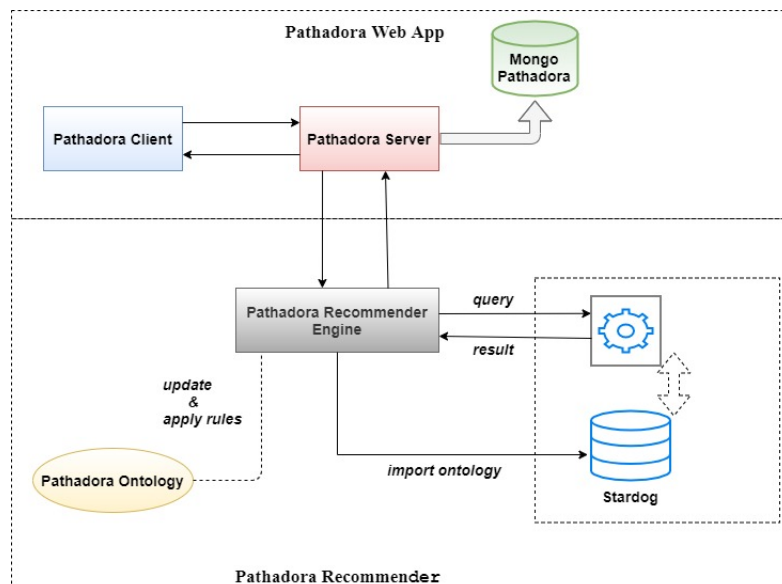 Pathadora Web App
Mongo
Pathadora
Pathadora Client
Pathadora Server
Pathadora Recommender
Engine
query
result
update
&
apply rules
Pathadora Ontology
import ontology
Stardog
Pathadora Recommender